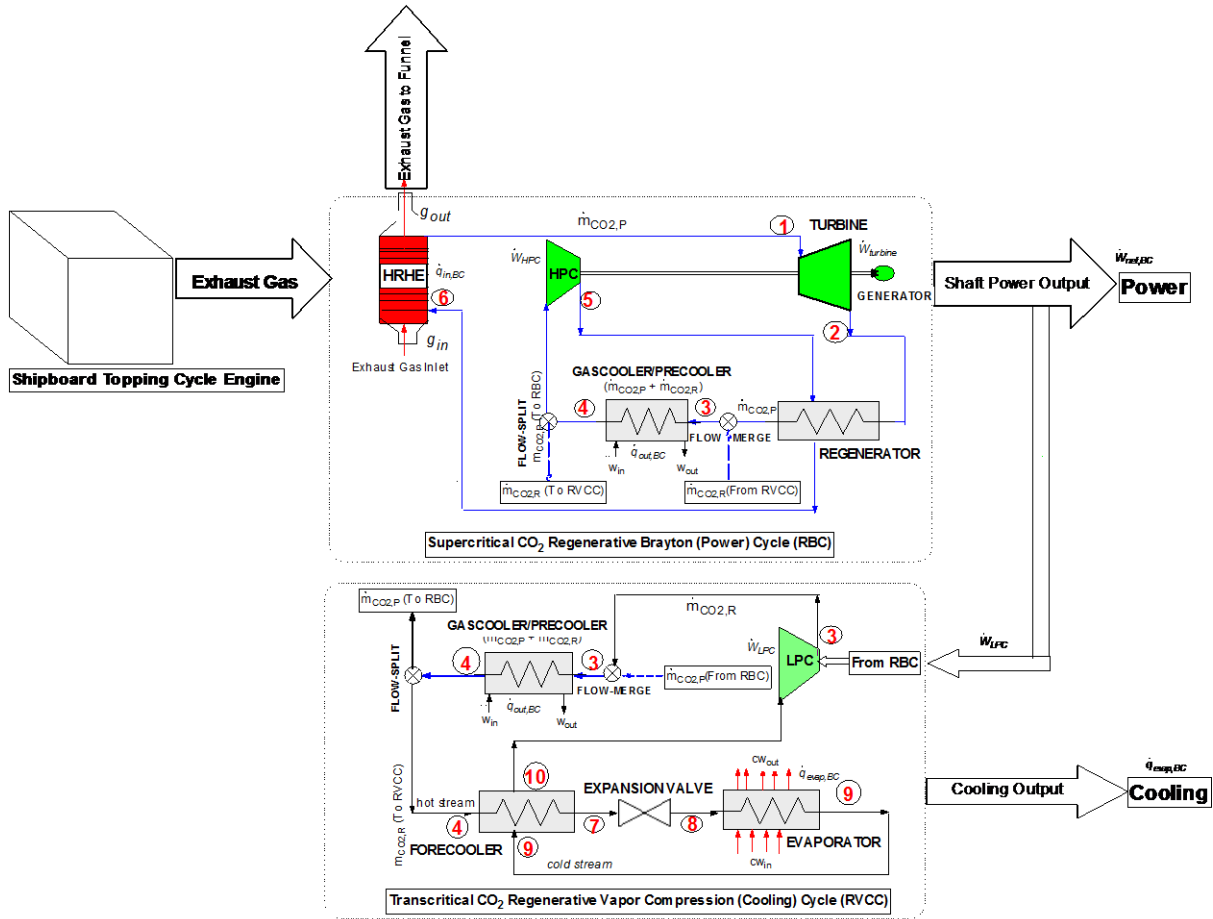 Exhaust Gas to Funnel
g_out
HRHE
q̇_in,BC
6
g_in
Exhaust Gas Inlet
Exhaust Gas
Shipboard Topping Cycle Engine
ṁ_CO2,P
1
TURBINE
Ẇ_HPC
HPC
Ẇ_turbine
GENERATOR
5
2
Shaft Power Output
Ẇ_net,BC
Power
GASCOOLER/PRECOOLER
(ṁ_CO2,P + ṁ_CO2,R)
4
3
ṁ_CO2,P
FLOW-SPLIT
ṁ_CO2,P (To RBC)
FLOW-MERGE
REGENERATOR
w_in
q̇_out,BC
w_out
ṁ_CO2,R (To RVCC)
ṁ_CO2,R (From RVCC)
Supercritical CO₂ Regenerative Brayton (Power) Cycle (RBC)
ṁ_CO2,P (To RBC)
ṁ_CO2,R
GASCOOLER/PRECOOLER
(ṁ_CO2,P + ṁ_CO2,R)
Ẇ_LPC
LPC
3
From RBC
Ẇ_LPC
FLOW-SPLIT
4
3
FLOW-MERGE
ṁ_CO2,P (From RBC)
w_in
q̇_out,BC
w_out
ṁ_CO2,R (To RVCC)
10
EXPANSION VALVE
cw_out
q̇_evap,BC
hot stream
4
FORECOOLER
9
7
8
9
cold stream
EVAPORATOR
cw_in
Cooling Output
q̇_evap,BC
Cooling
Transcritical CO₂ Regenerative Vapor Compression (Cooling) Cycle (RVCC)